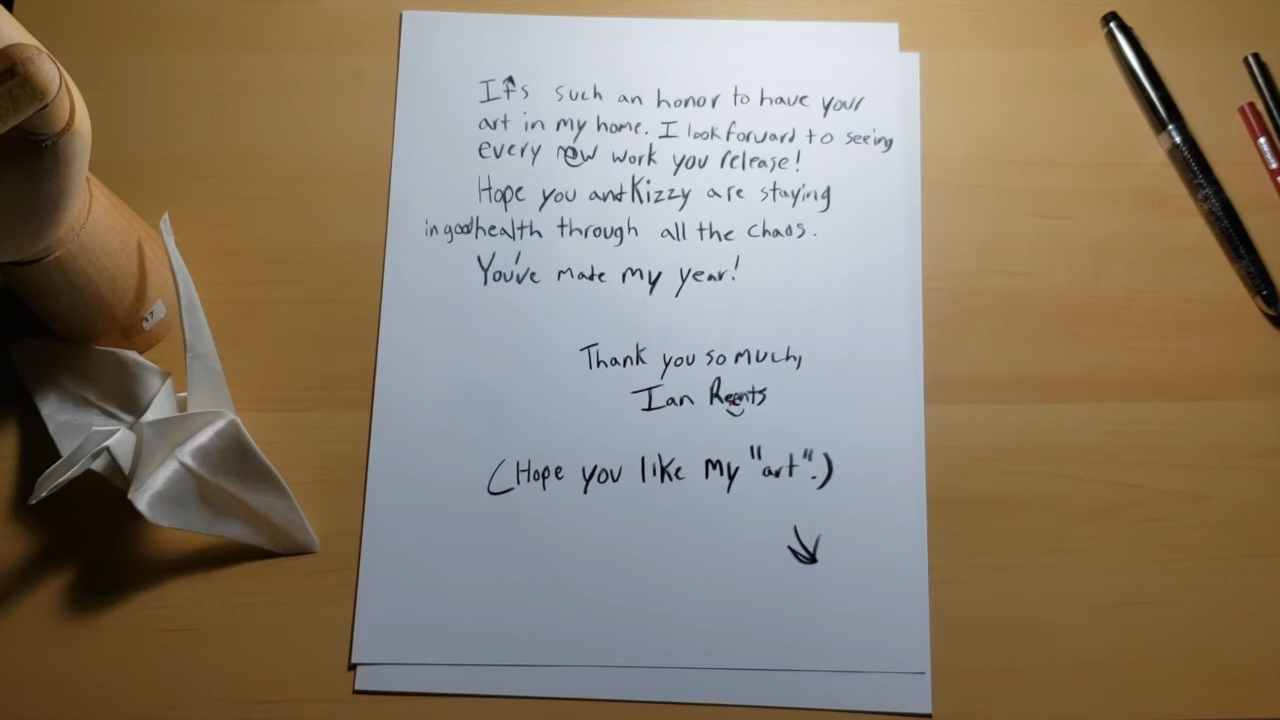 It's such an honor to have your
art in my home. I look forward to seeing
every new work you release!
Hope you and Kizzy are staying
in good health through all the chaos.
You've made my year!
Thank you so much,
Ian Reents
(Hope you like my "art".)